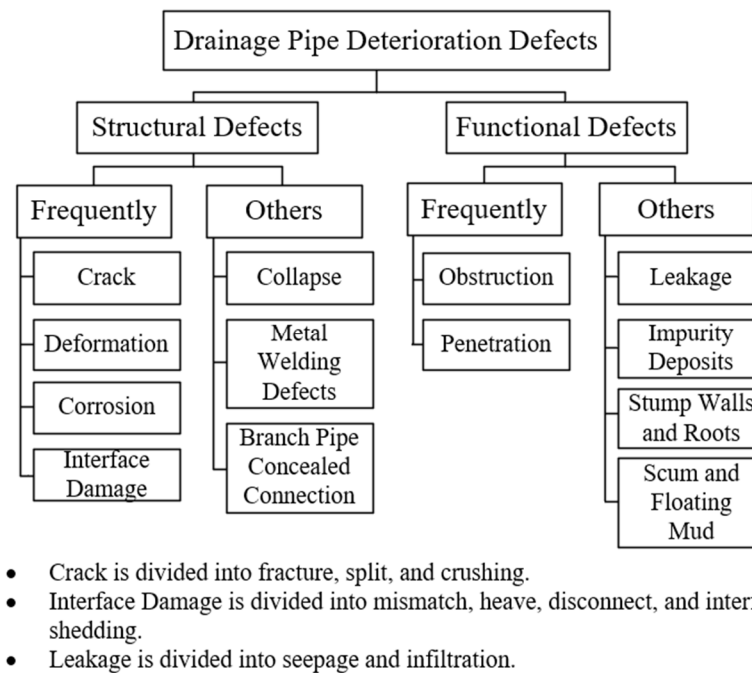 Drainage Pipe Deterioration Defects
Structural Defects
Functional Defects
Frequently
Others
Frequently
Others
Crack
Deformation
Corrosion
Interface
Damage
Collapse
Metal
Welding
Defects
Branch Pipe
Concealed
Connection
Obstruction
Penetration
Leakage
Impurity
Deposits
Stump Walls
and Roots
Scum and
Floating
Mud
• Crack is divided into fracture, split, and crushing.
• Interface Damage is divided into mismatch, heave, disconnect, and
shedding.
• Leakage is divided into seepage and infiltration.